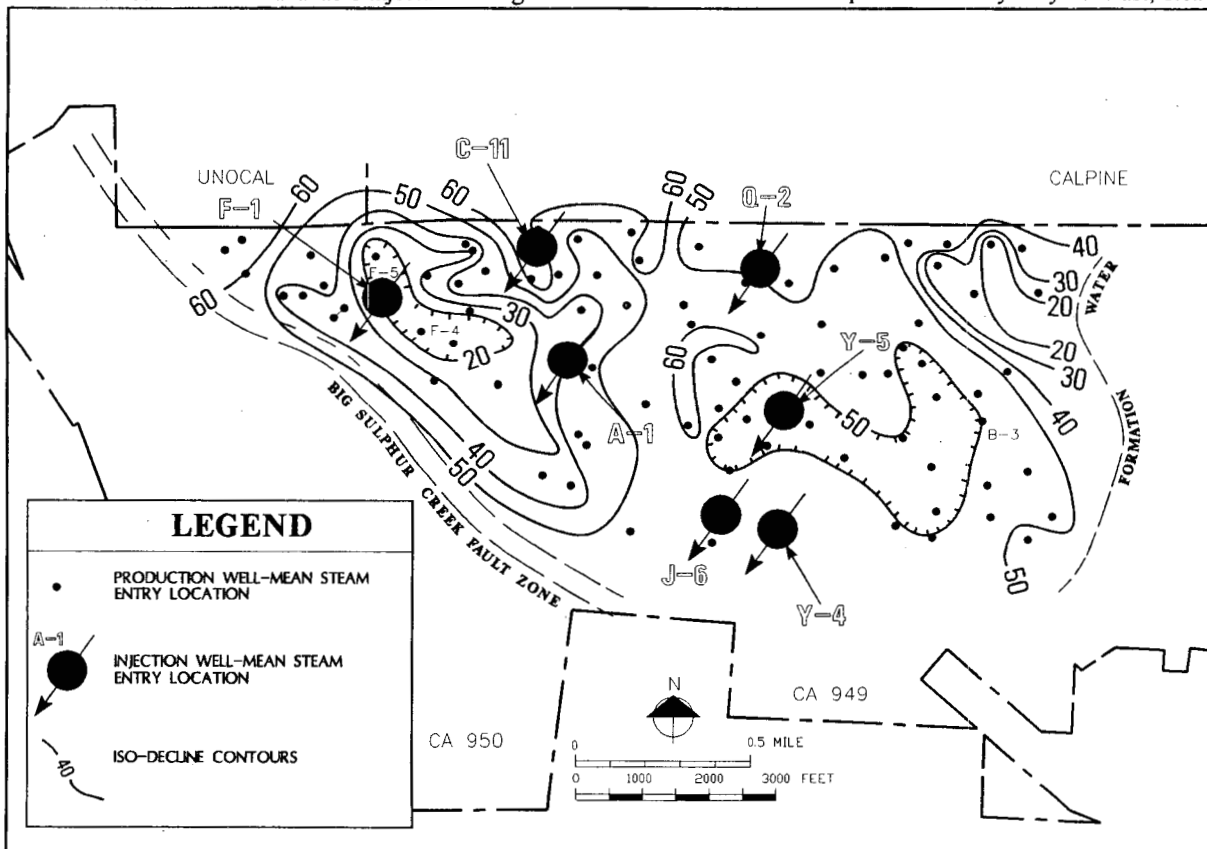 C-11
UNOCAL
F-1
60
50
60
60
50
Q-2
CALPINE
40
30
20
WATER
F-5
60
F-4
30
20
60
Y-5
20
30
40
50
B-3
A-1
40
50
BIG SULPHUR CREEK FAULT ZONE
FORMATION
50
J-6
Y-4
LEGEND
PRODUCTION WELL-MEAN STEAM
ENTRY LOCATION
A-1
INJECTION WELL-MEAN STEAM
ENTRY LOCATION
40
ISO-DECLINE CONTOURS
N
CA 950
CA 949
0 0.5 MILE
0 1000 2000 3000 FEET